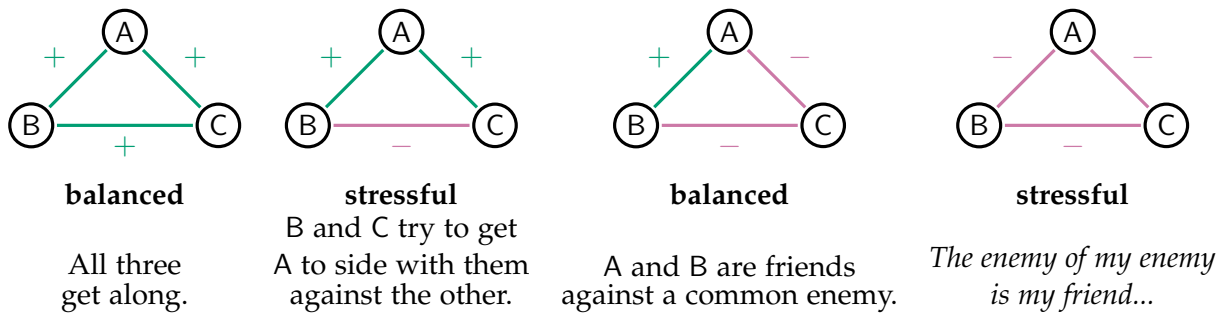 A
+ +
B C
+
balanced
All three
get along.
A
+ +
B C
−
stressful
B and C try to get
A to side with them
against the other.
A
+ −
B C
−
balanced
A and B are friends
against a common enemy.
A
− −
B C
−
stressful
The enemy of my enemy
is my friend...